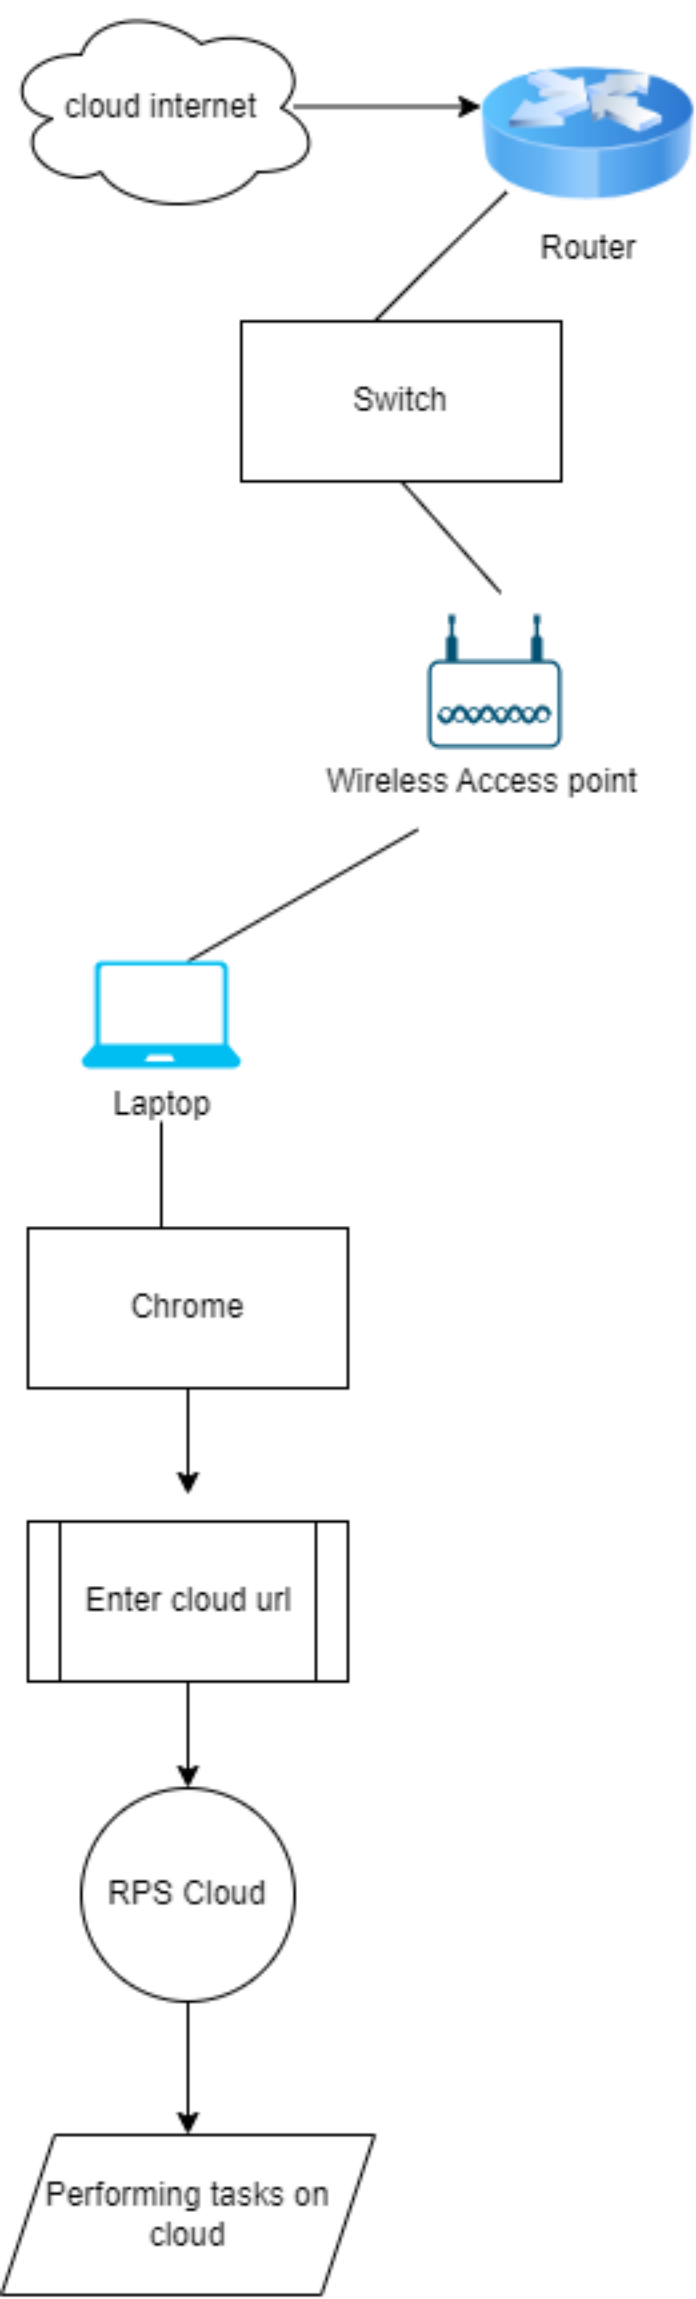 cloud internet
Router
Switch
Wireless Access point
Laptop
Chrome
Enter cloud url
RPS Cloud
Performing tasks on
cloud